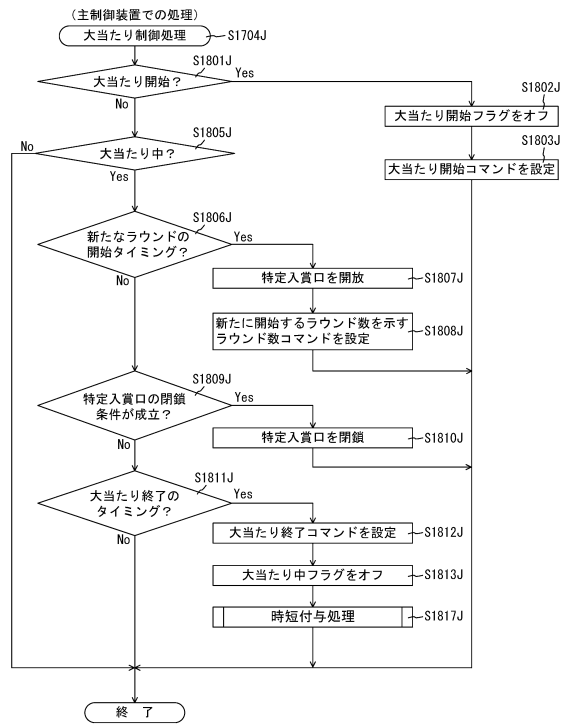 （主制御装置での処理）
大当たり制御処理
S1704J
S1801J
大当たり開始？
Yes
No
S1802J
大当たり開始フラグをオフ
S1803J
大当たり開始コマンドを設定
S1805J
No
大当たり中？
Yes
S1806J
新たなラウンドの
開始タイミング？
Yes
No
特定入賞口を開放
S1807J
新たに開始するラウンド数を示す
ラウンド数コマンドを設定
S1808J
S1809J
特定入賞口の閉鎖
条件が成立？
Yes
No
特定入賞口を閉鎖
S1810J
S1811J
大当たり終了の
タイミング？
Yes
No
大当たり終了コマンドを設定
S1812J
大当たり中フラグをオフ
S1813J
時短付与処理
S1817J
終 了